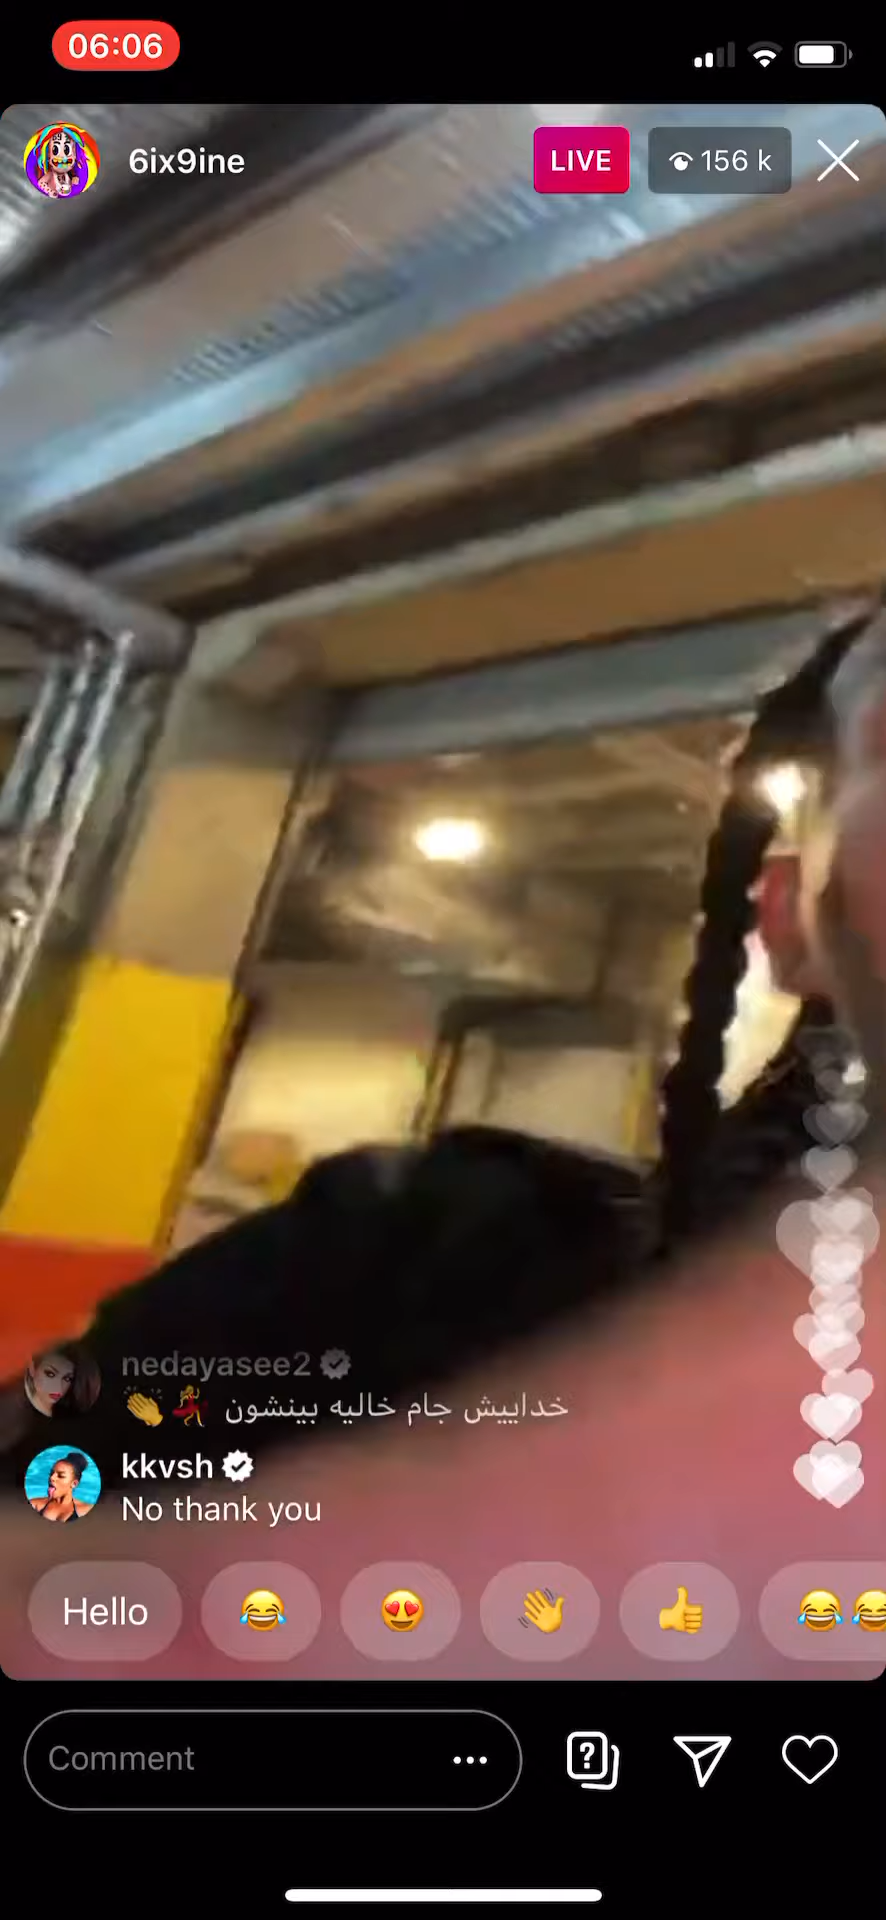 06:06
6ix9ine
LIVE
156 k
nedayasee2
خداییش جام خالیه بینشون 💃 👏
kkvsh
No thank you
Hello 😂 😍 👋 👍 😂 😂
Comment